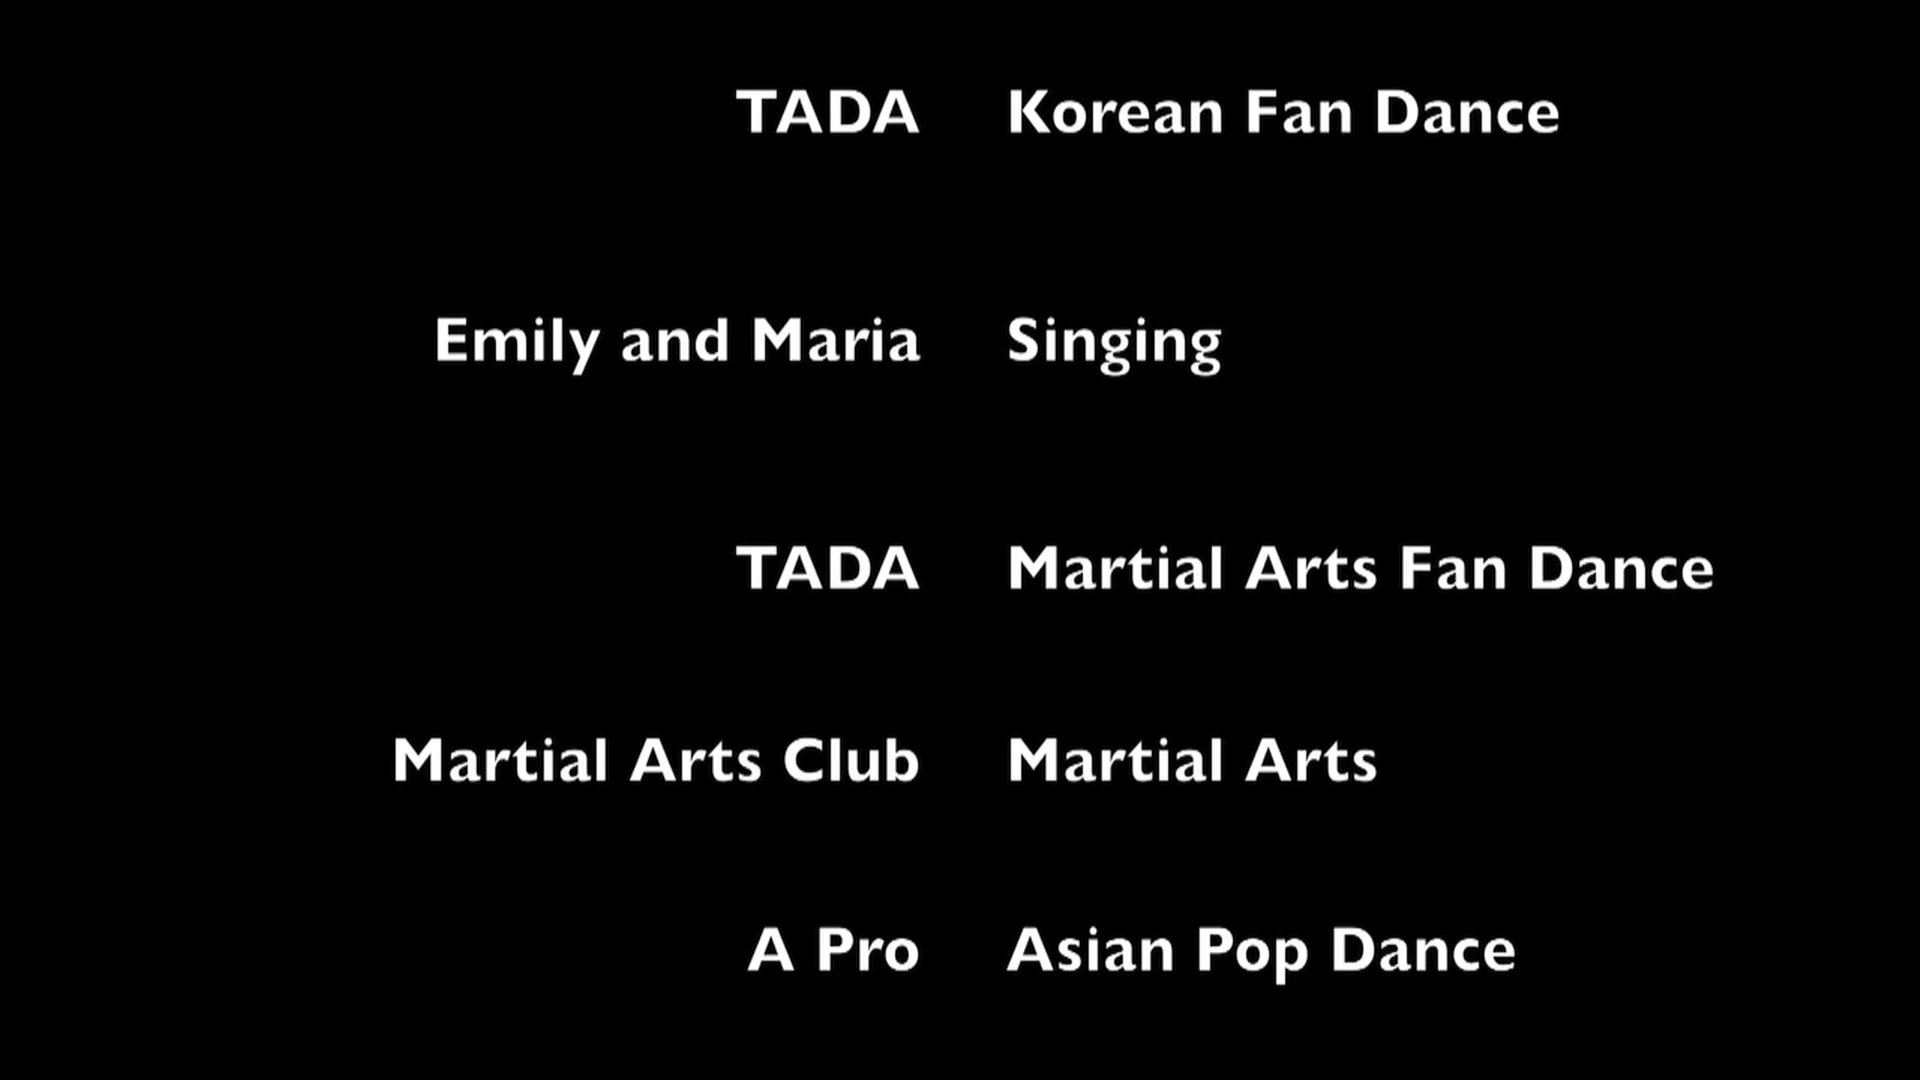 TADA Korean Fan Dance
Emily and Maria Singing
TADA Martial Arts Fan Dance
Martial Arts Club Martial Arts
A Pro Asian Pop Dance